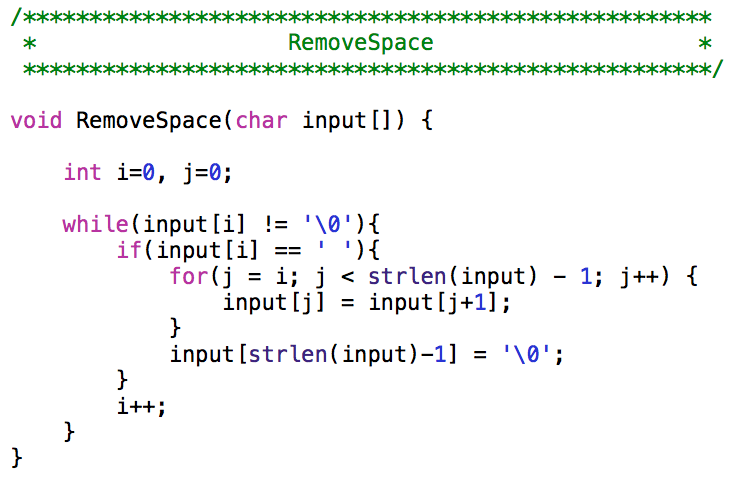 /****************************************************
 *                   RemoveSpace                    *
 ****************************************************/
void RemoveSpace(char input[]) {
    int i=0, j=0;
    while(input[i] != '\0'){
        if(input[i] == ' '){
            for(j = i; j < strlen(input) - 1; j++) {
                input[j] = input[j+1];
            }
            input[strlen(input)-1] = '\0';
        }
        i++;
    }
}